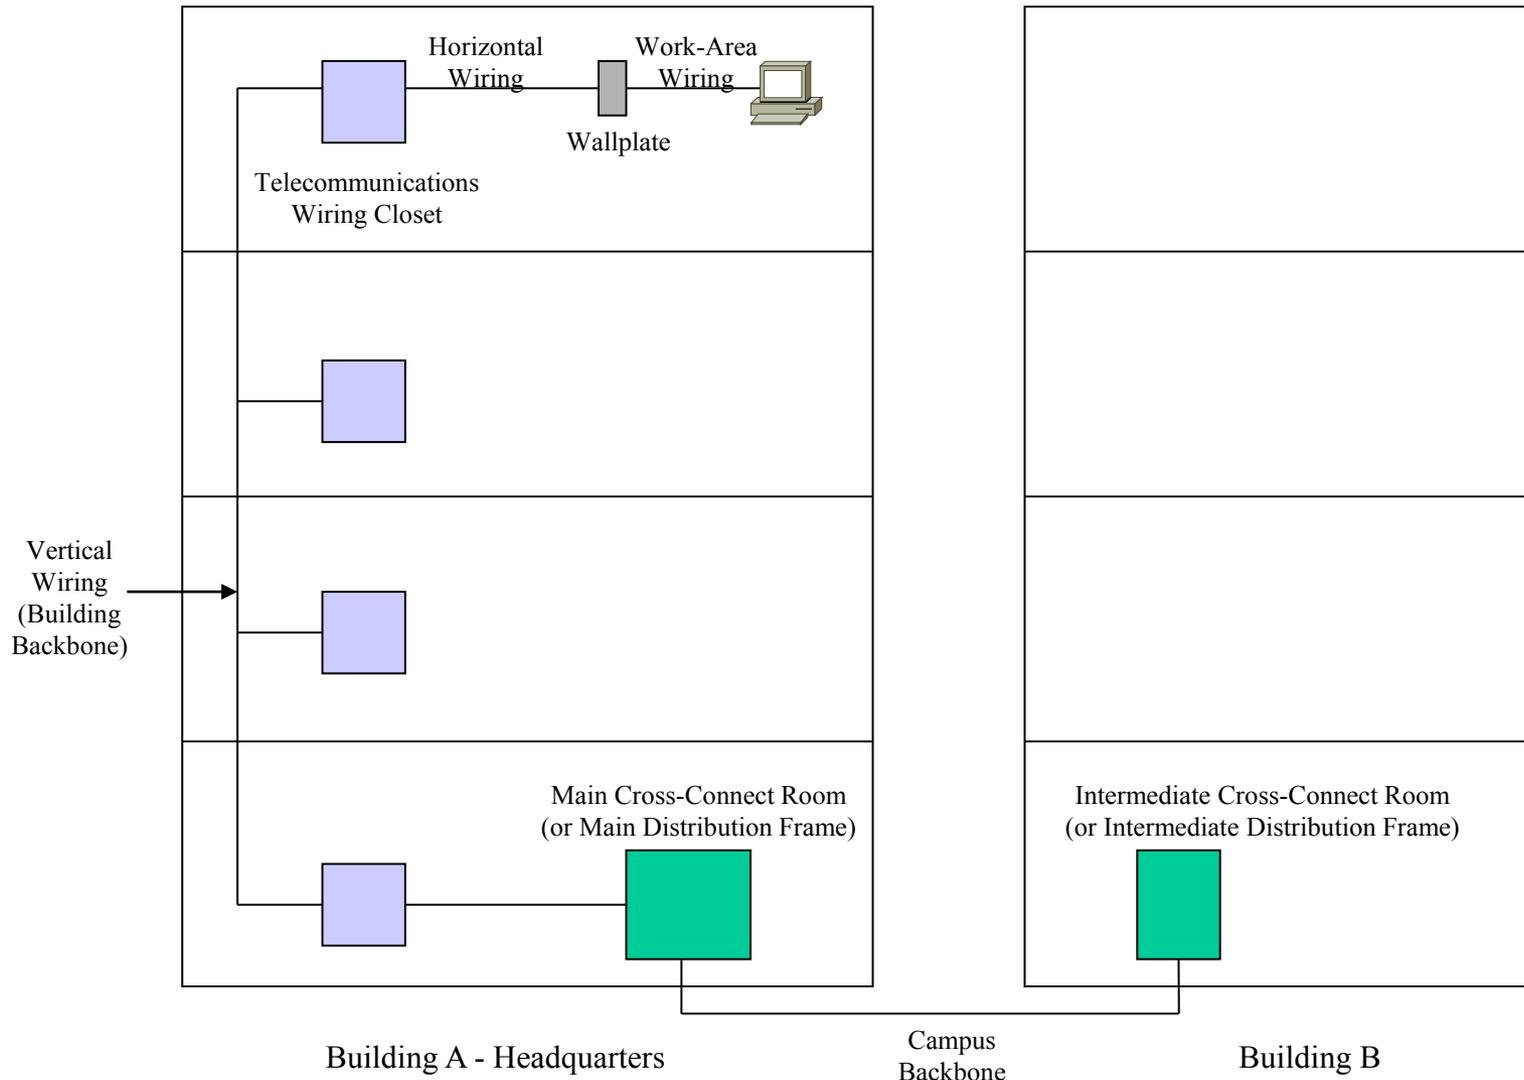 Horizontal
Wiring
Work-Area
Wiring
Wallplate
Telecommunications
Wiring Closet
Vertical
Wiring
(Building
Backbone)
Main Cross-Connect Room
(or Main Distribution Frame)
Intermediate Cross-Connect Room
(or Intermediate Distribution Frame)
Building A - Headquarters
Campus
Backbone
Building B